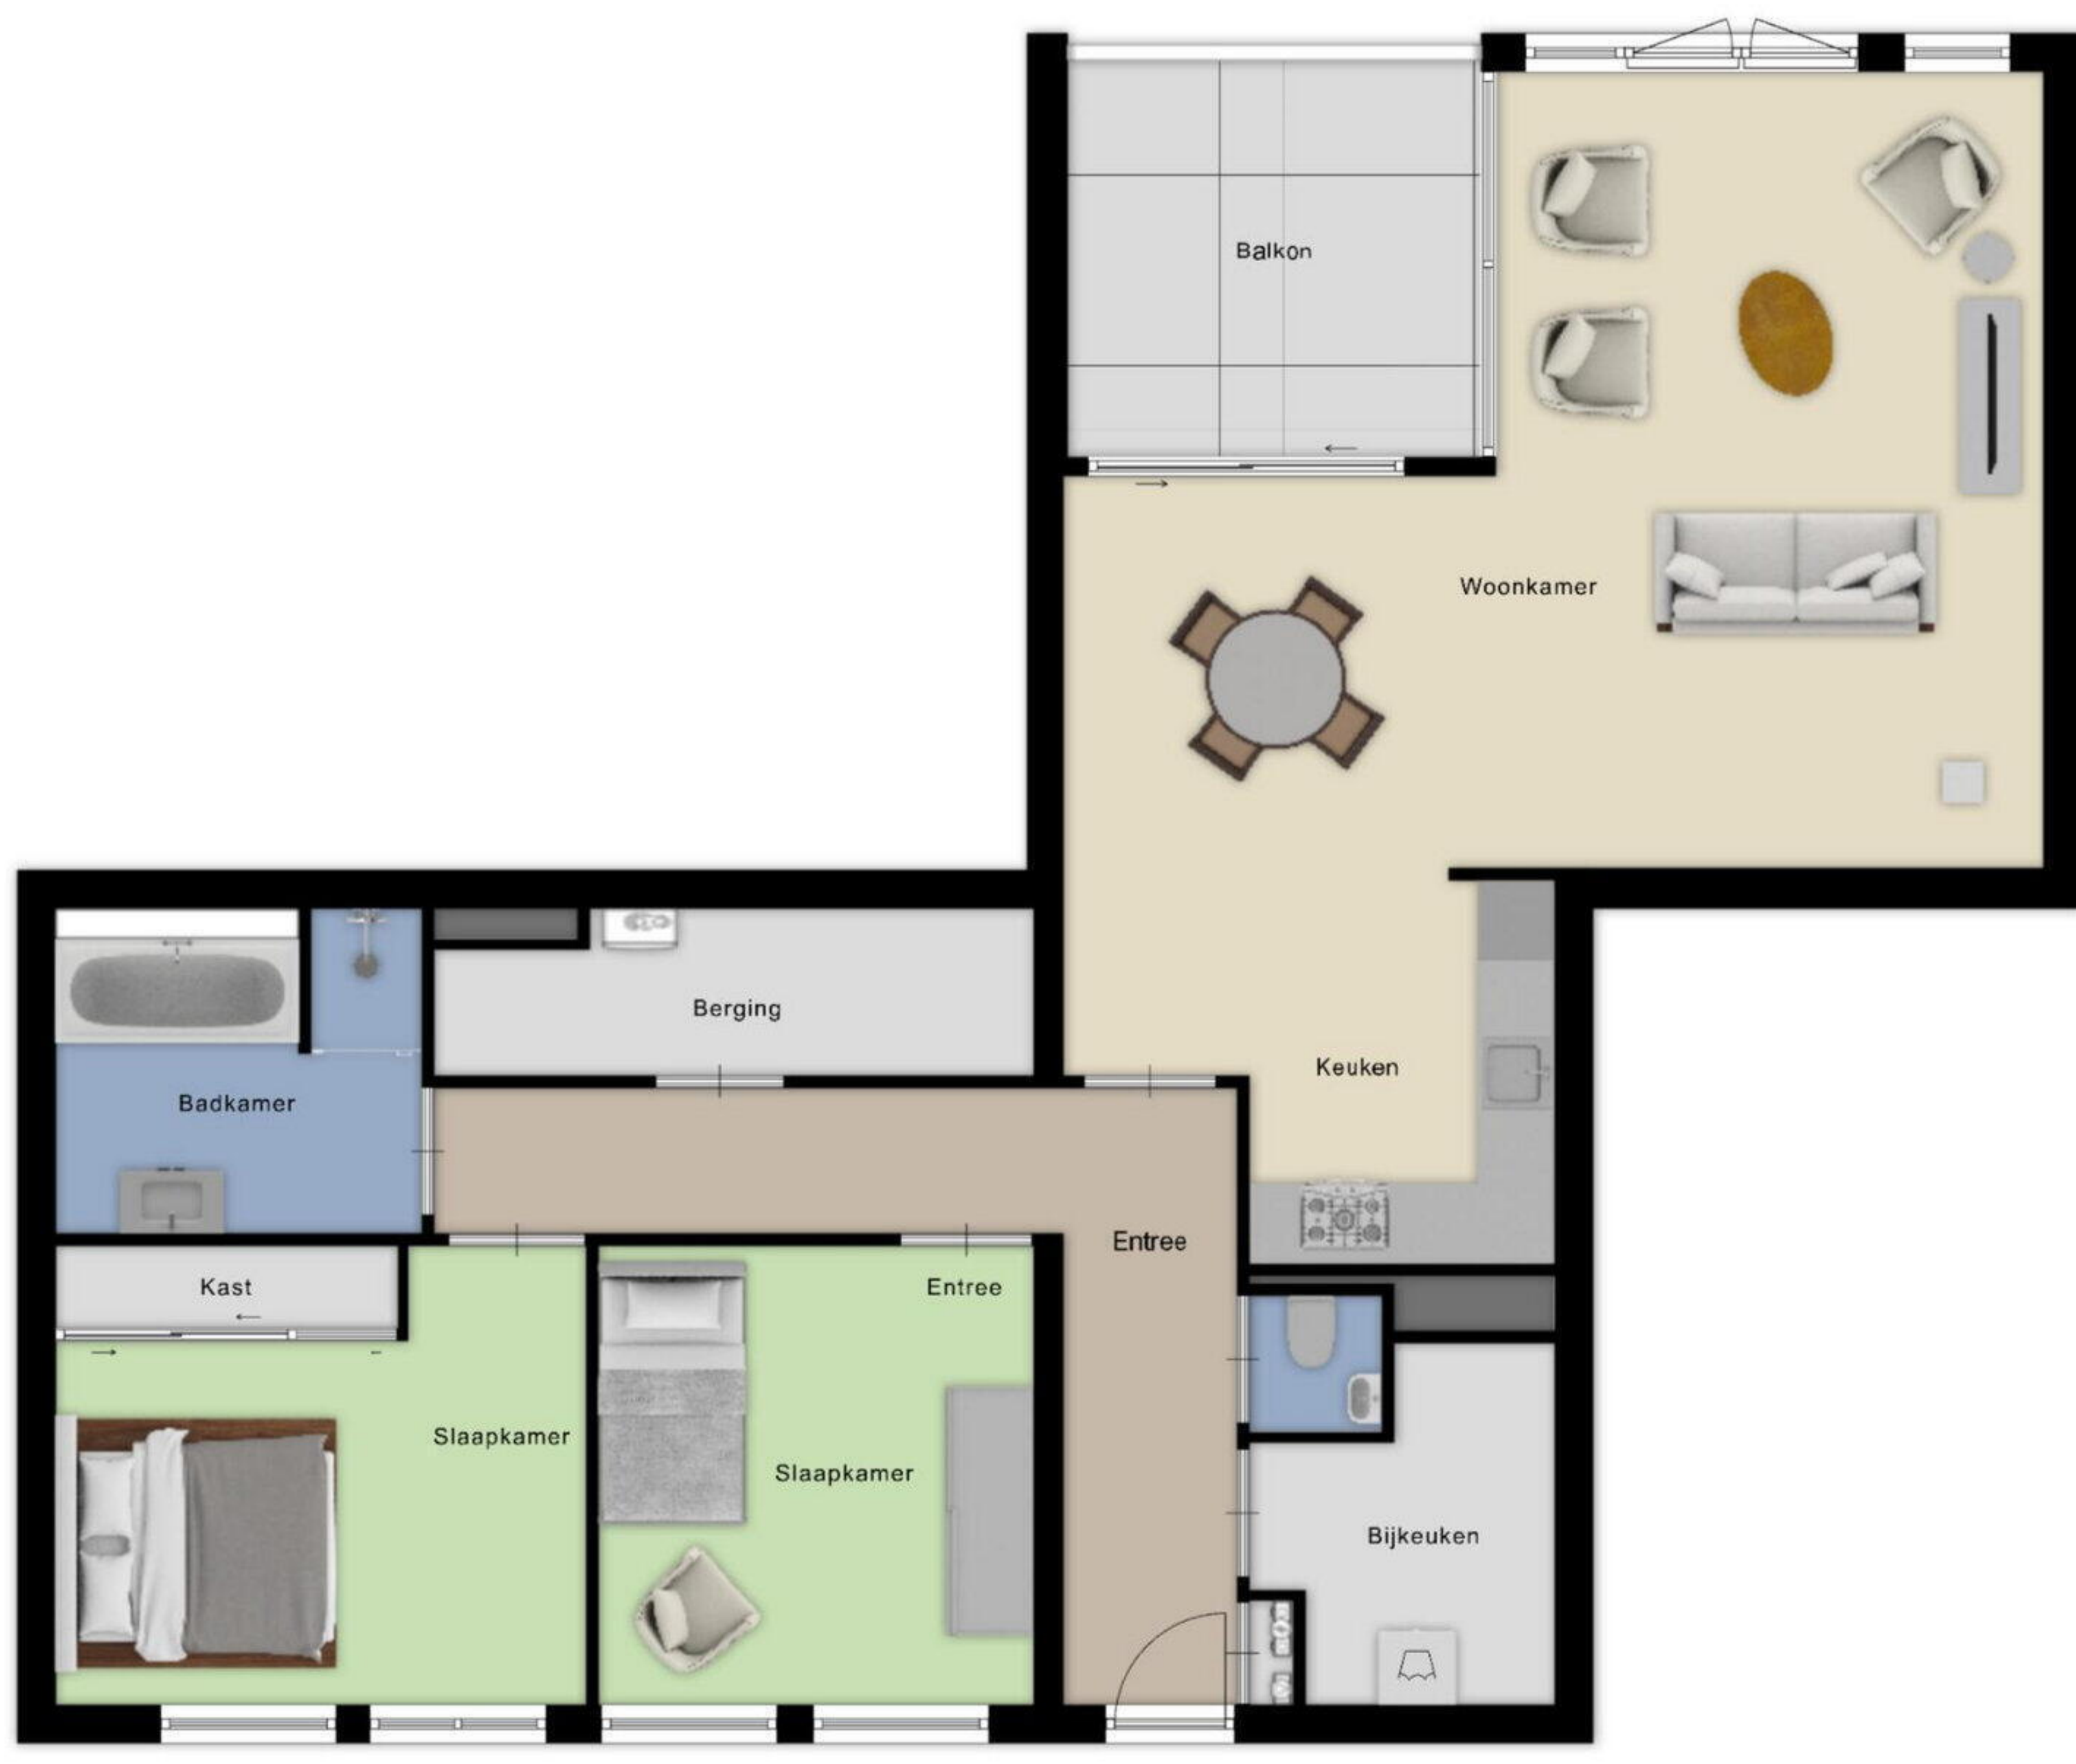 Balkon
Woonkamer
Berging
Keuken
Badkamer
Entree
Kast
Entree
Slaapkamer
Slaapkamer
Bijkeuken